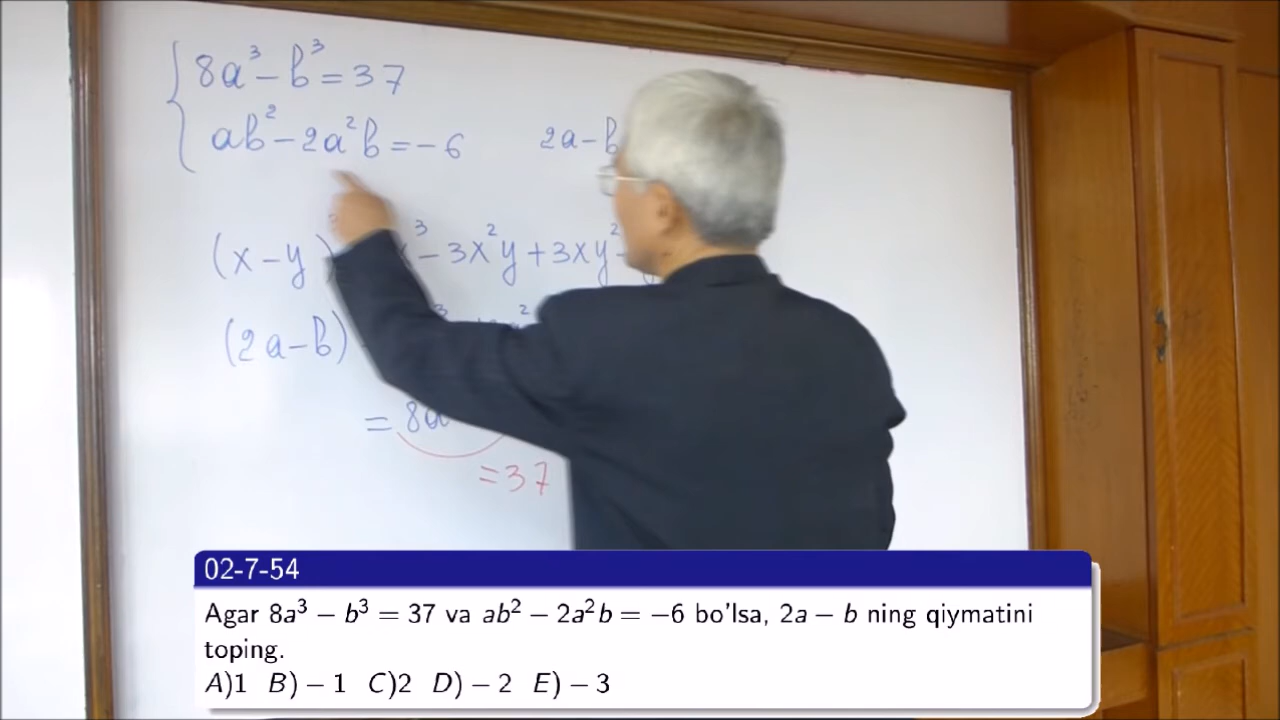 8a³ - b³ = 37
ab² - 2a²b = -6 2a-b
(x-y) ³ - 3x²y + 3xy² -
(2a-b)
= 8a
= 37
02-7-54
Agar 8a³ − b³ = 37 va ab² − 2a²b = −6 bo'lsa, 2a − b ning qiymatini
toping.
A)1 B) − 1 C)2 D) − 2 E) − 3